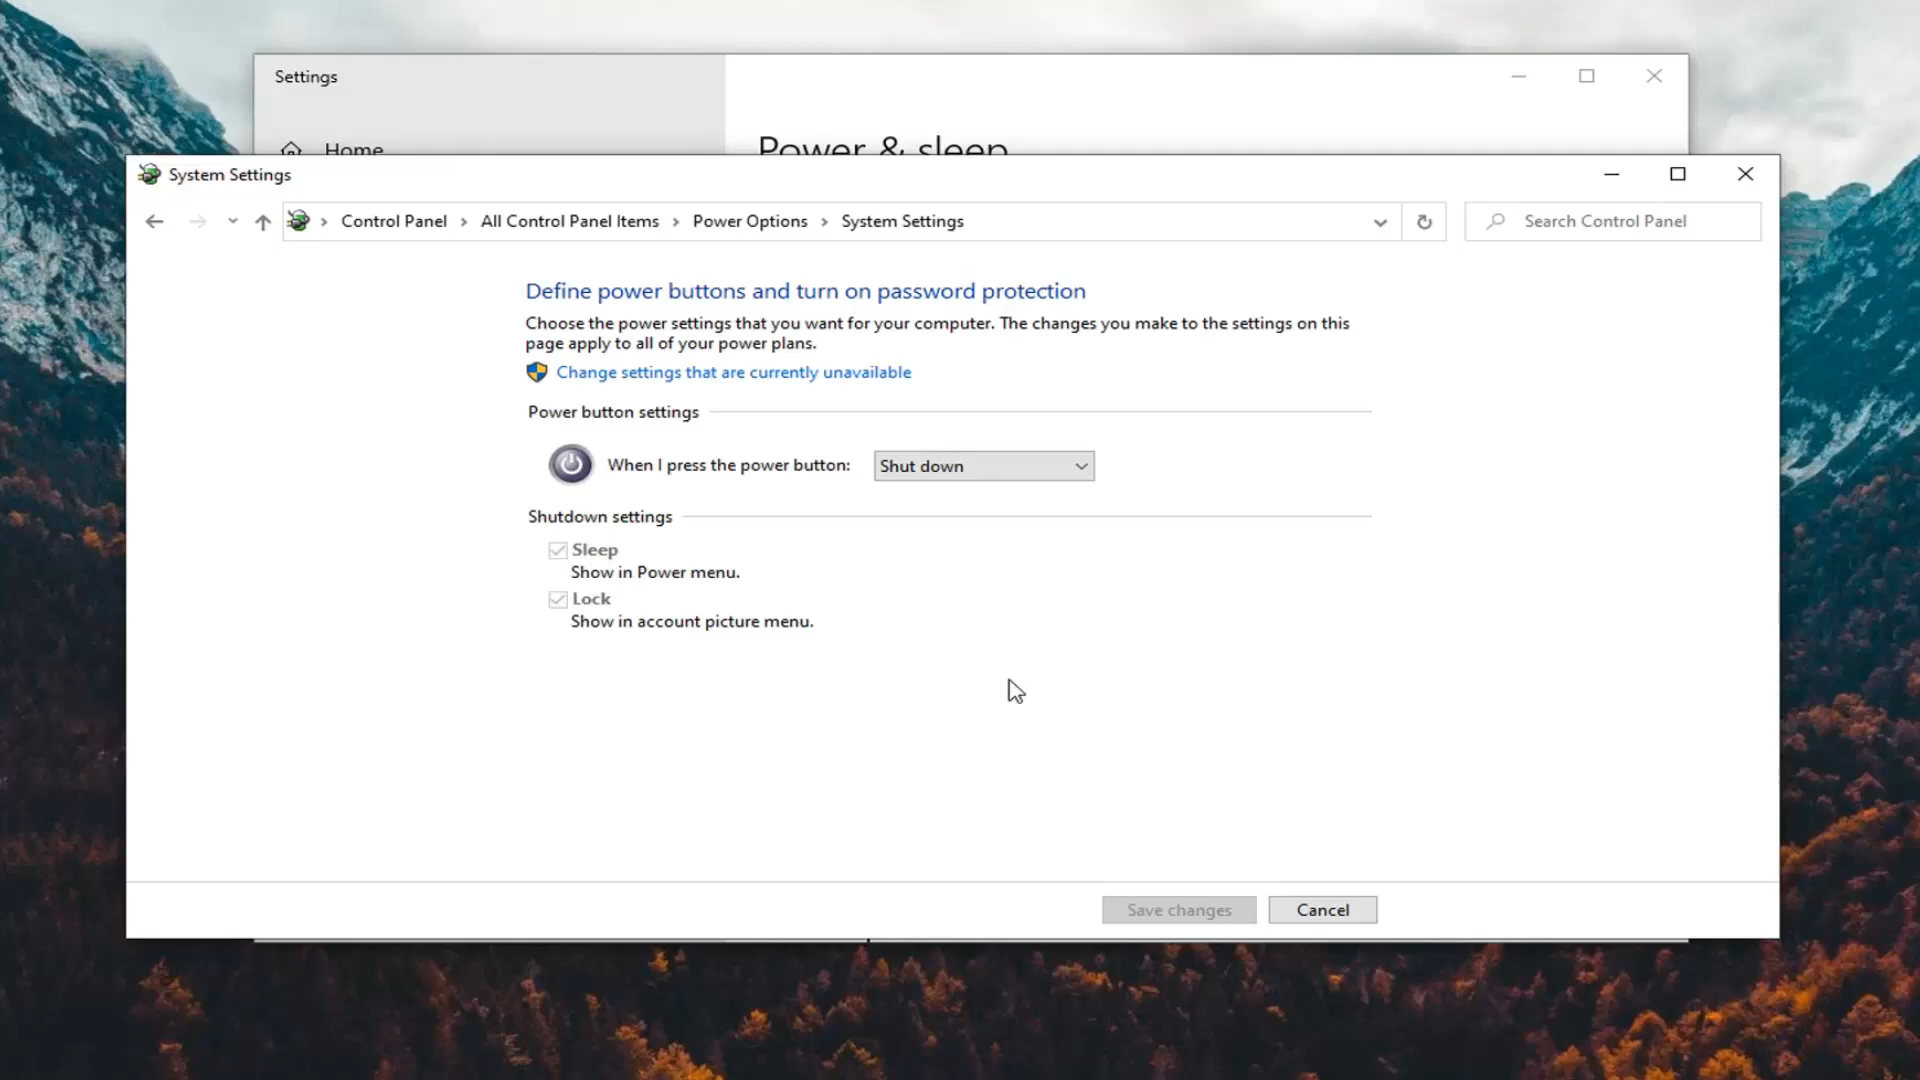 Settings
Home
Power & sleep
System Settings
Control Panel > All Control Panel Items > Power Options > System Settings
Search Control Panel
Define power buttons and turn on password protection
Choose the power settings that you want for your computer. The changes you make to the settings on this
page apply to all of your power plans.
Change settings that are currently unavailable
Power button settings
When I press the power button: Shut down
Shutdown settings
Sleep
Show in Power menu.
Lock
Show in account picture menu.
Save changes
Cancel